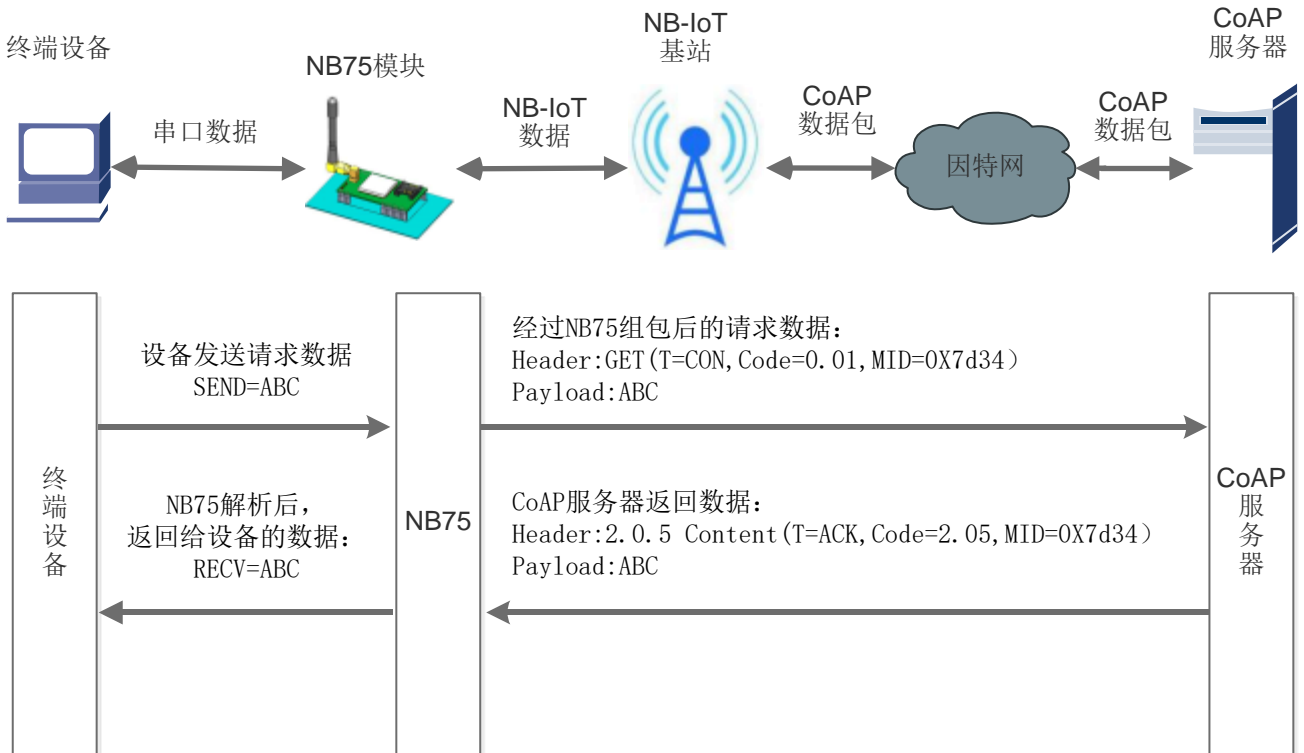 终端设备
NB75模块
NB-IoT
基站
CoAP
服务器
串口数据
NB-IoT
数据
CoAP
数据包
因特网
CoAP
数据包
设备发送请求数据
SEND=ABC
经过NB75组包后的请求数据：
Header:GET(T=CON,Code=0.01,MID=0X7d34）
Payload:ABC
终端设备
NB75解析后，
返回给设备的数据：
RECV=ABC
NB75
CoAP服务器返回数据：
Header:2.0.5 Content(T=ACK,Code=2.05,MID=0X7d34）
Payload:ABC
CoAP
服务器